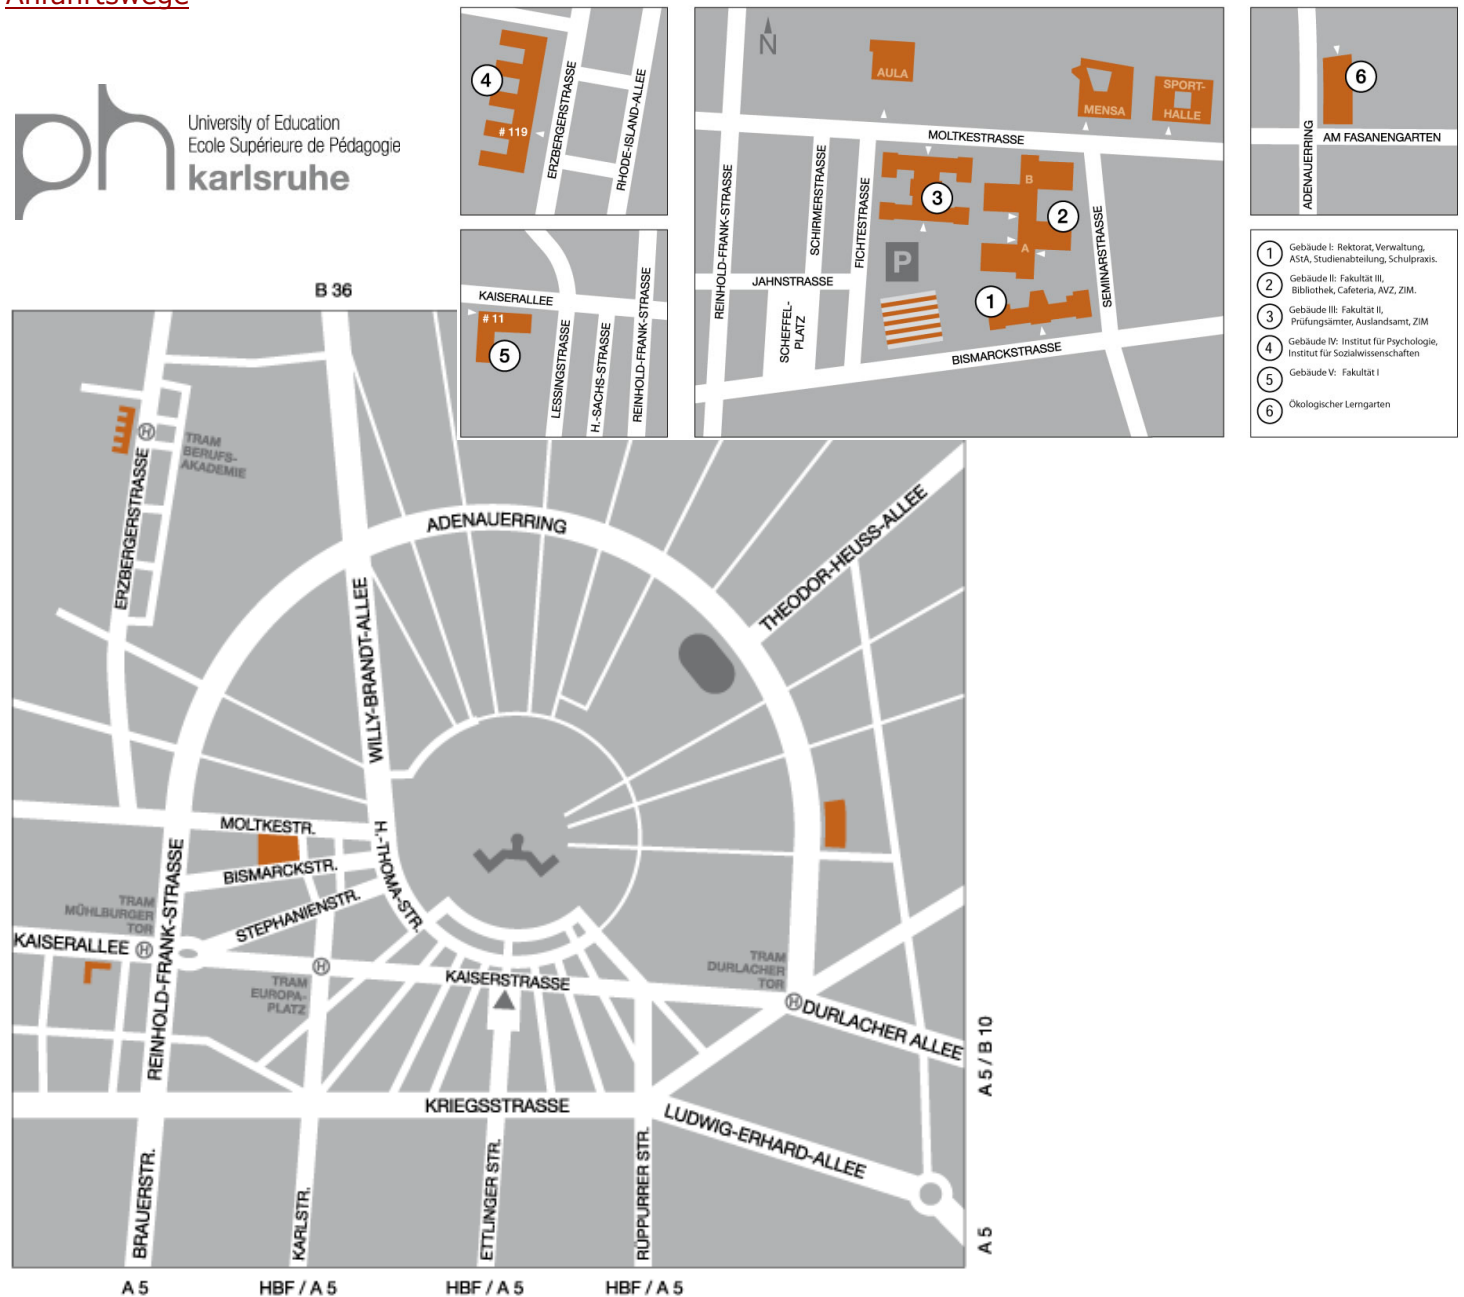 Anfahrtswege
ph
University of Education
Ecole Supérieure de Pédagogie
karlsruhe
4
# 119
ERZBERGERSTRASSE
RHODE-ISLAND-ALLEE
KAISERALLEE
# 11
5
LESSINGSTRASSE
H.-SACHS-STRASSE
REINHOLD-FRANK-STRASSE
N
AULA
MENSA
SPORT-
HALLE
MOLTKESTRASSE
REINHOLD-FRANK-STRASSE
SCHIRMERSTRASSE
FICHTESTRASSE
3
B
2
A
P
SEMINARSTRASSE
JAHNSTRASSE
SCHEFFEL-
PLATZ
1
BISMARCKSTRASSE
6
ADENAUERRING
AM FASANENGARTEN
1 Gebäude I: Rektorat, Verwaltung,
AStA, Studienabteilung, Schulpraxis.
2 Gebäude II: Fakultät III,
Bibliothek, Cafeteria, AVZ, ZIM.
3 Gebäude III: Fakultät II,
Prüfungsämter, Auslandsamt, ZIM
4 Gebäude IV: Institut für Psychologie,
Institut für Sozialwissenschaften
5 Gebäude V: Fakultät I
6 Ökologischer Lerngarten
B 36
H
TRAM
BERUFS-
AKADEMIE
ERZBERGERSTRASSE
ADENAUERRING
THEODOR-HEUSS-ALLEE
WILLY-BRANDT-ALLEE
MOLTKESTR.
H.-THOMA-STR.
BISMARCKSTR.
STEPHANIENSTR.
REINHOLD-FRANK-STRASSE
TRAM
MÜHLBURGER
TOR
KAISERALLEE
H
H
TRAM
EUROPA-
PLATZ
KAISERSTRASSE
TRAM
DURLACHER
TOR
H
DURLACHER ALLEE
A 5 / B 10
KRIEGSSTRASSE
LUDWIG-ERHARD-ALLEE
BRAUERSTR.
KARLSTR.
ETTLINGER STR.
RÜPPURRER STR.
A 5
A 5
HBF / A 5
HBF / A 5
HBF / A 5